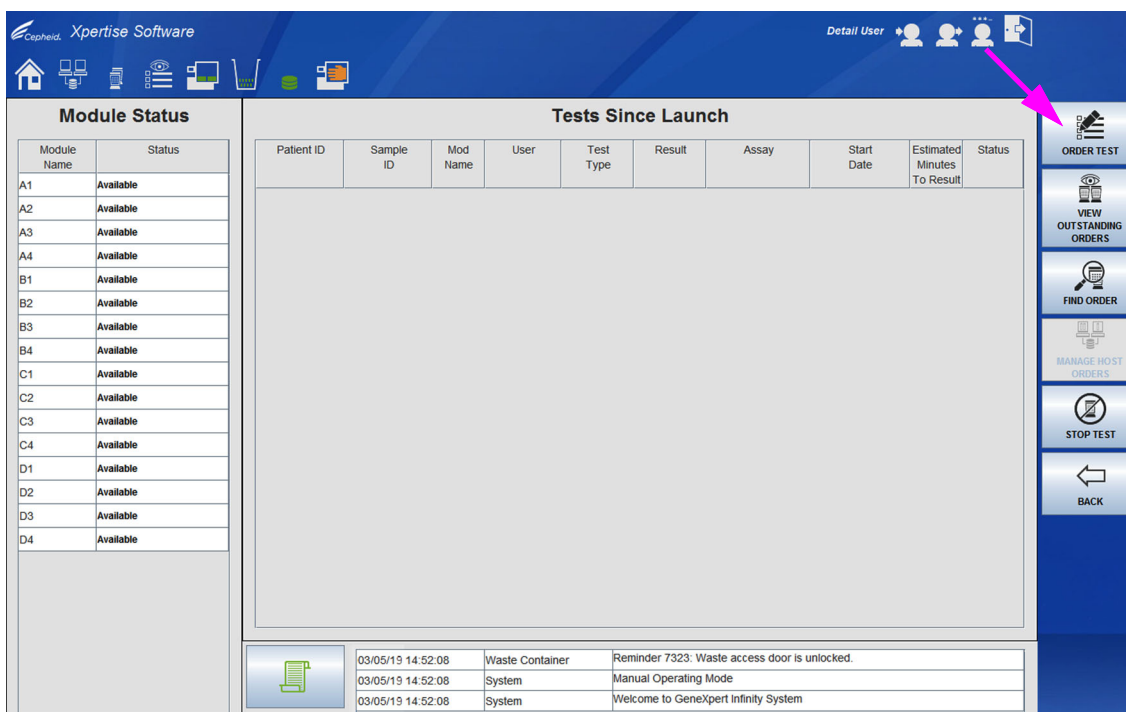 Cepheid. Xpertise Software
Detail User
Module Status
Module Name Status
A1 Available
A2 Available
A3 Available
A4 Available
B1 Available
B2 Available
B3 Available
B4 Available
C1 Available
C2 Available
C3 Available
C4 Available
D1 Available
D2 Available
D3 Available
D4 Available
Tests Since Launch
Patient ID Sample ID Mod Name User Test Type Result Assay Start Date Estimated Minutes To Result Status
03/05/19 14:52:08 Waste Container Reminder 7323: Waste access door is unlocked.
03/05/19 14:52:08 System Manual Operating Mode
03/05/19 14:52:08 System Welcome to GeneXpert Infinity System
ORDER TEST
VIEW
OUTSTANDING
ORDERS
FIND ORDER
MANAGE HOST
ORDERS
STOP TEST
BACK